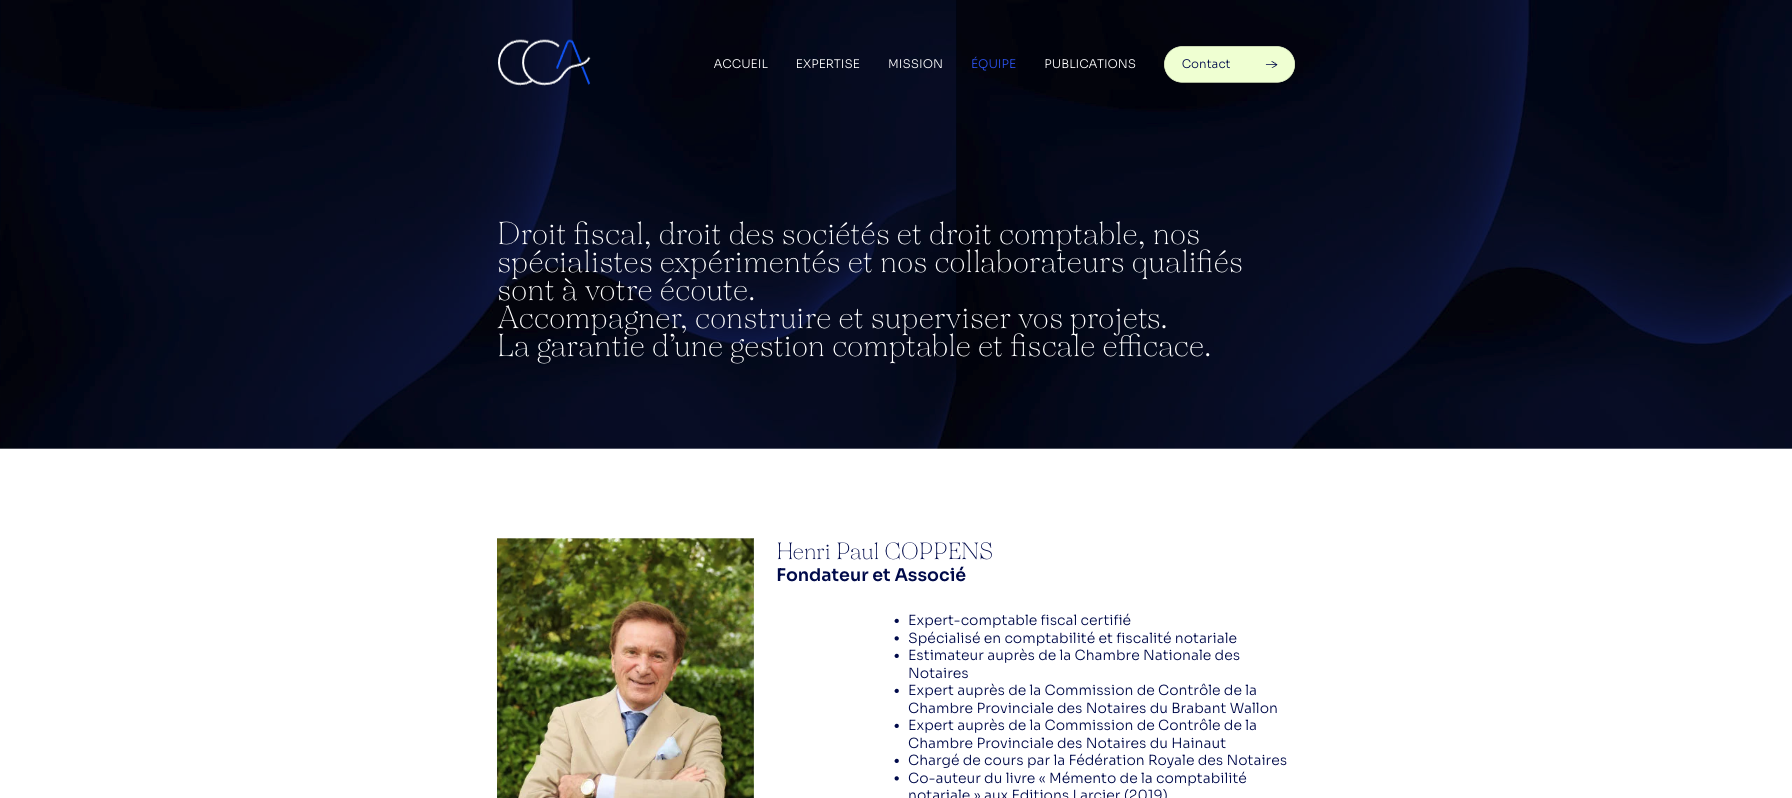 CCA
ACCUEIL
EXPERTISE
MISSION
ÉQUIPE
PUBLICATIONS
Contact →
Droit fiscal, droit des sociétés et droit comptable, nos
spécialistes expérimentés et nos collaborateurs qualifiés
sont à votre écoute.
Accompagner, construire et superviser vos projets.
La garantie d’une gestion comptable et fiscale efficace.
Henri Paul COPPENS
Fondateur et Associé
• Expert-comptable fiscal certifié
• Spécialisé en comptabilité et fiscalité notariale
• Estimateur auprès de la Chambre Nationale des
Notaires
• Expert auprès de la Commission de Contrôle de la
Chambre Provinciale des Notaires du Brabant Wallon
• Expert auprès de la Commission de Contrôle de la
Chambre Provinciale des Notaires du Hainaut
• Chargé de cours par la Fédération Royale des Notaires
• Co-auteur du livre « Mémento de la comptabilité
notariale » aux Editions Larcier (2019)